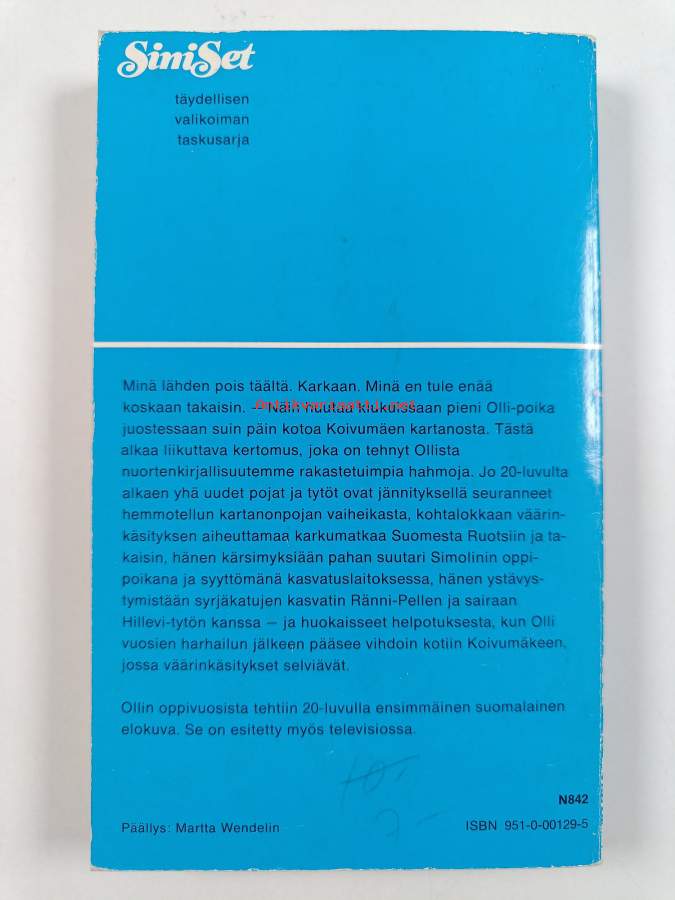 SiniSet
täydellisen
valikoiman
taskusarja
Minä lähden pois täältä. Karkaan. Minä en tule enää
koskaan takaisin. — Näin huutaa kiukuissaan pieni Olli-poika
antikvariaatti.net
juostessaan suin päin kotoa Koivumäen kartanosta. Tästä
alkaa liikuttava kertomus, joka on tehnyt Ollista
nuortenkirjallisuutemme rakastetuimpia hahmoja. Jo 20-luvulta
alkaen yhä uudet pojat ja tytöt ovat jännityksellä seuranneet
hemmotellun kartanonpojan vaiheikasta, kohtalokkaan väärin-
käsityksen aiheuttamaa karkumatkaa Suomesta Ruotsiin ja ta-
kaisin, hänen kärsimyksiään pahan suutari Simolinin oppi-
poikana ja syyttömänä kasvatuslaitoksessa, hänen ystävys-
tymistään syrjäkatujen kasvatin Ränni-Pellen ja sairaan
Hillevi-tytön kanssa — ja huokaisseet helpotuksesta, kun Olli
vuosien harhailun jälkeen pääsee vihdoin kotiin Koivumäkeen,
jossa väärinkäsitykset selviävät.
Ollin oppivuosista tehtiin 20-luvulla ensimmäinen suomalainen
elokuva. Se on esitetty myös televisiossa.
10,-
7-
N842
Päällys: Martta Wendelin
ISBN 951-0-00129-5